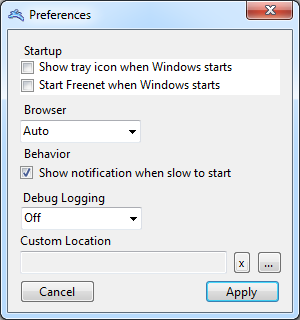 Preferences
Startup
Show tray icon when Windows starts
Start Freenet when Windows starts
Browser
Auto
Behavior
Show notification when slow to start
Debug Logging
Off
Custom Location
x ...
Cancel Apply